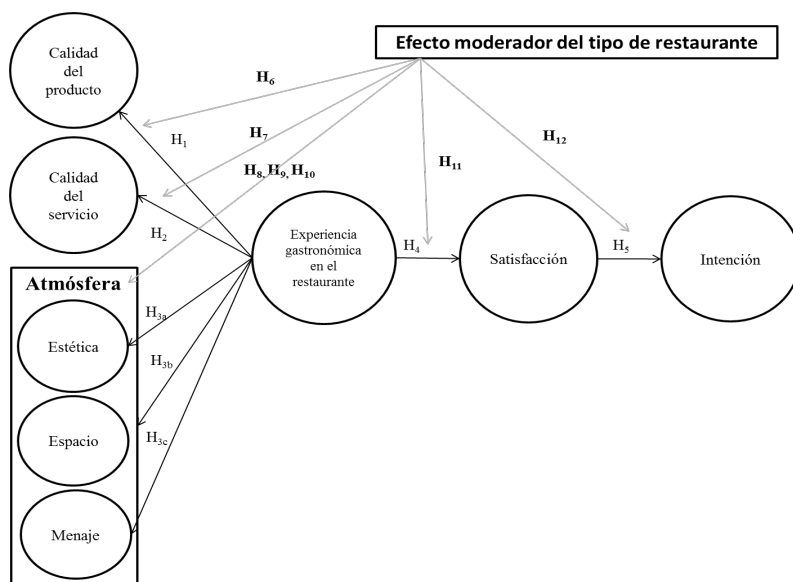 Efecto moderador del tipo de restaurante
Calidad
del
producto
H6
H1
H7
H12
Calidad
del
servicio
H8, H9, H10
H11
H2
Experiencia
gastronómica
en el
restaurante
H4
Satisfacción
H5
Intención
Atmósfera
H3a
Estética
H3b
Espacio
H3c
Menaje